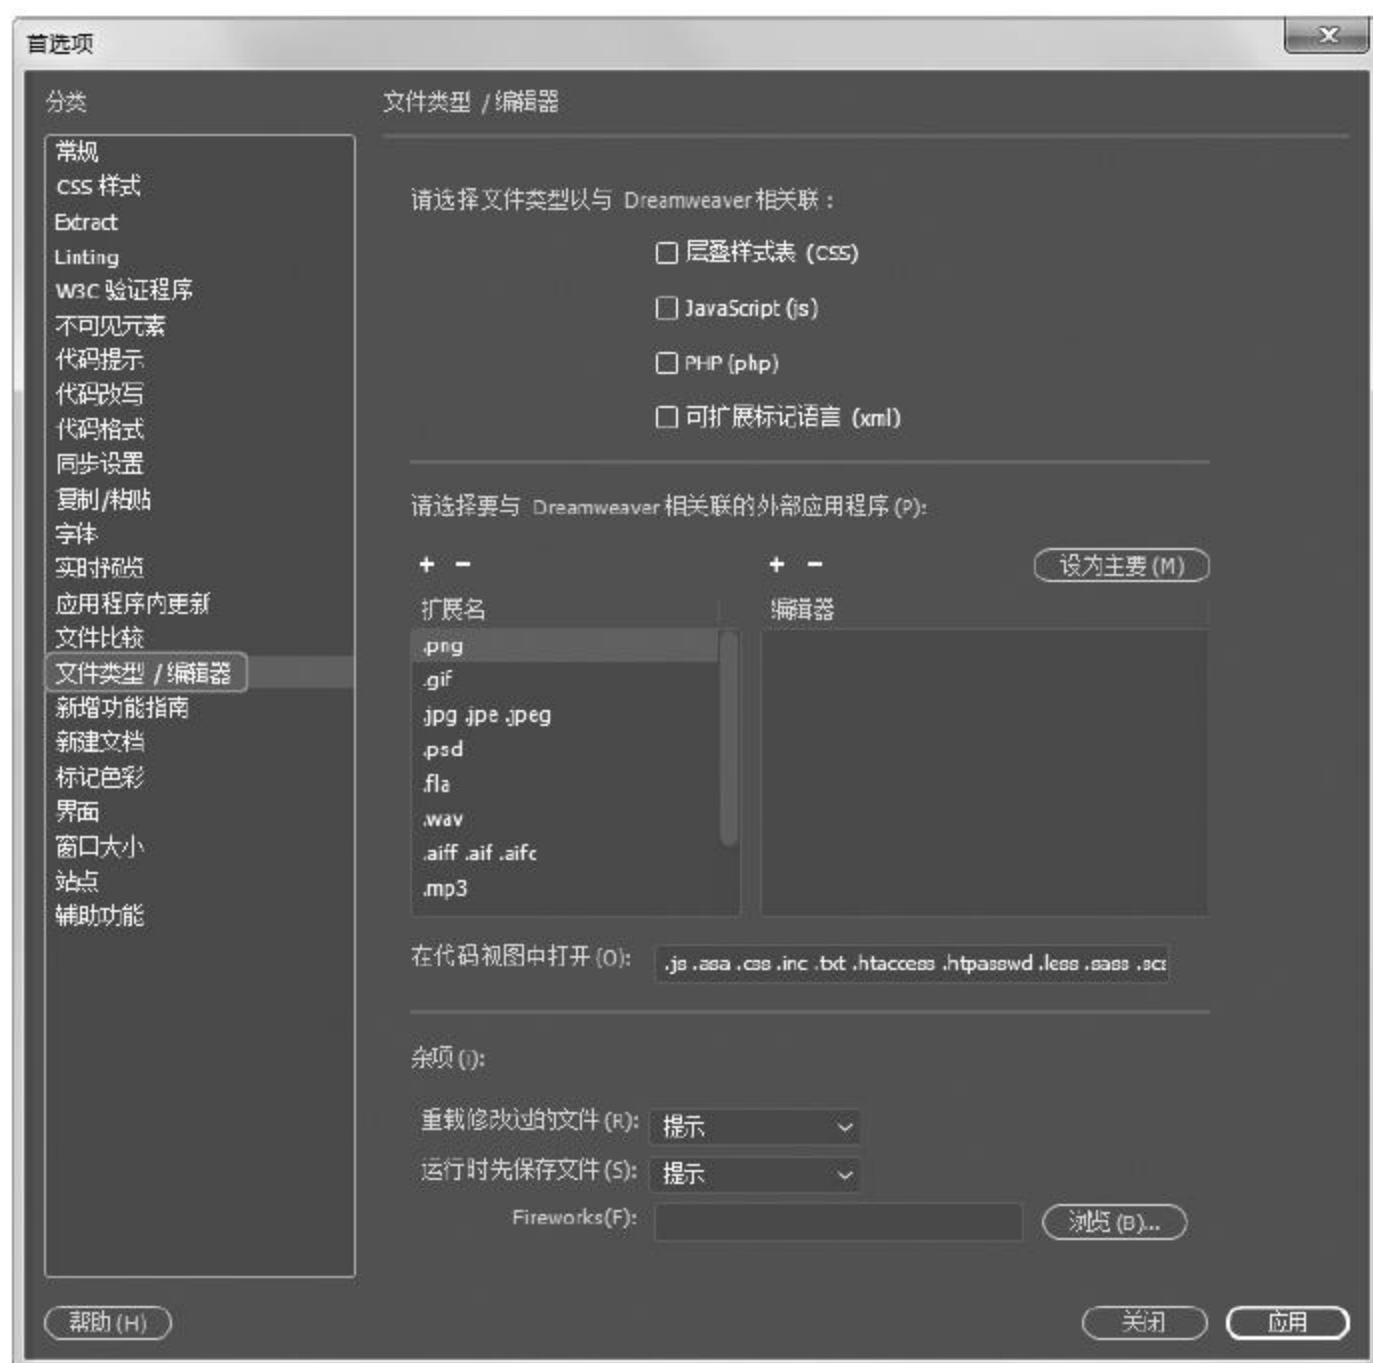 首选项
分类
常规
CSS 样式
Extract
Linting
W3C 验证程序
不可见元素
代码提示
代码改写
代码格式
同步设置
复制/粘贴
字体
实时预览
应用程序内更新
文件比较
文件类型 / 编辑器
新增功能指南
新建文档
标记色彩
界面
窗口大小
站点
辅助功能
文件类型 / 编辑器
请选择文件类型以与 Dreamweaver 相关联：
层叠样式表 (CSS)
JavaScript (js)
PHP (php)
可扩展标记语言 (xml)
请选择要与 Dreamweaver 相关联的外部应用程序 (P):
+ − + − 设为主要 (M)
扩展名 编辑器
.png
.gif
.jpg .jpe .jpeg
.psd
.fla
.wav
.aiff .aif .aifc
.mp3
在代码视图中打开 (O): .js .asa .css .inc .txt .htaccess .htpasswd .less .sass .scs
杂项 (I):
重载修改过的文件 (R): 提示
运行时先保存文件 (S): 提示
Fireworks(F): 浏览 (B)...
帮助 (H) 关闭 应用